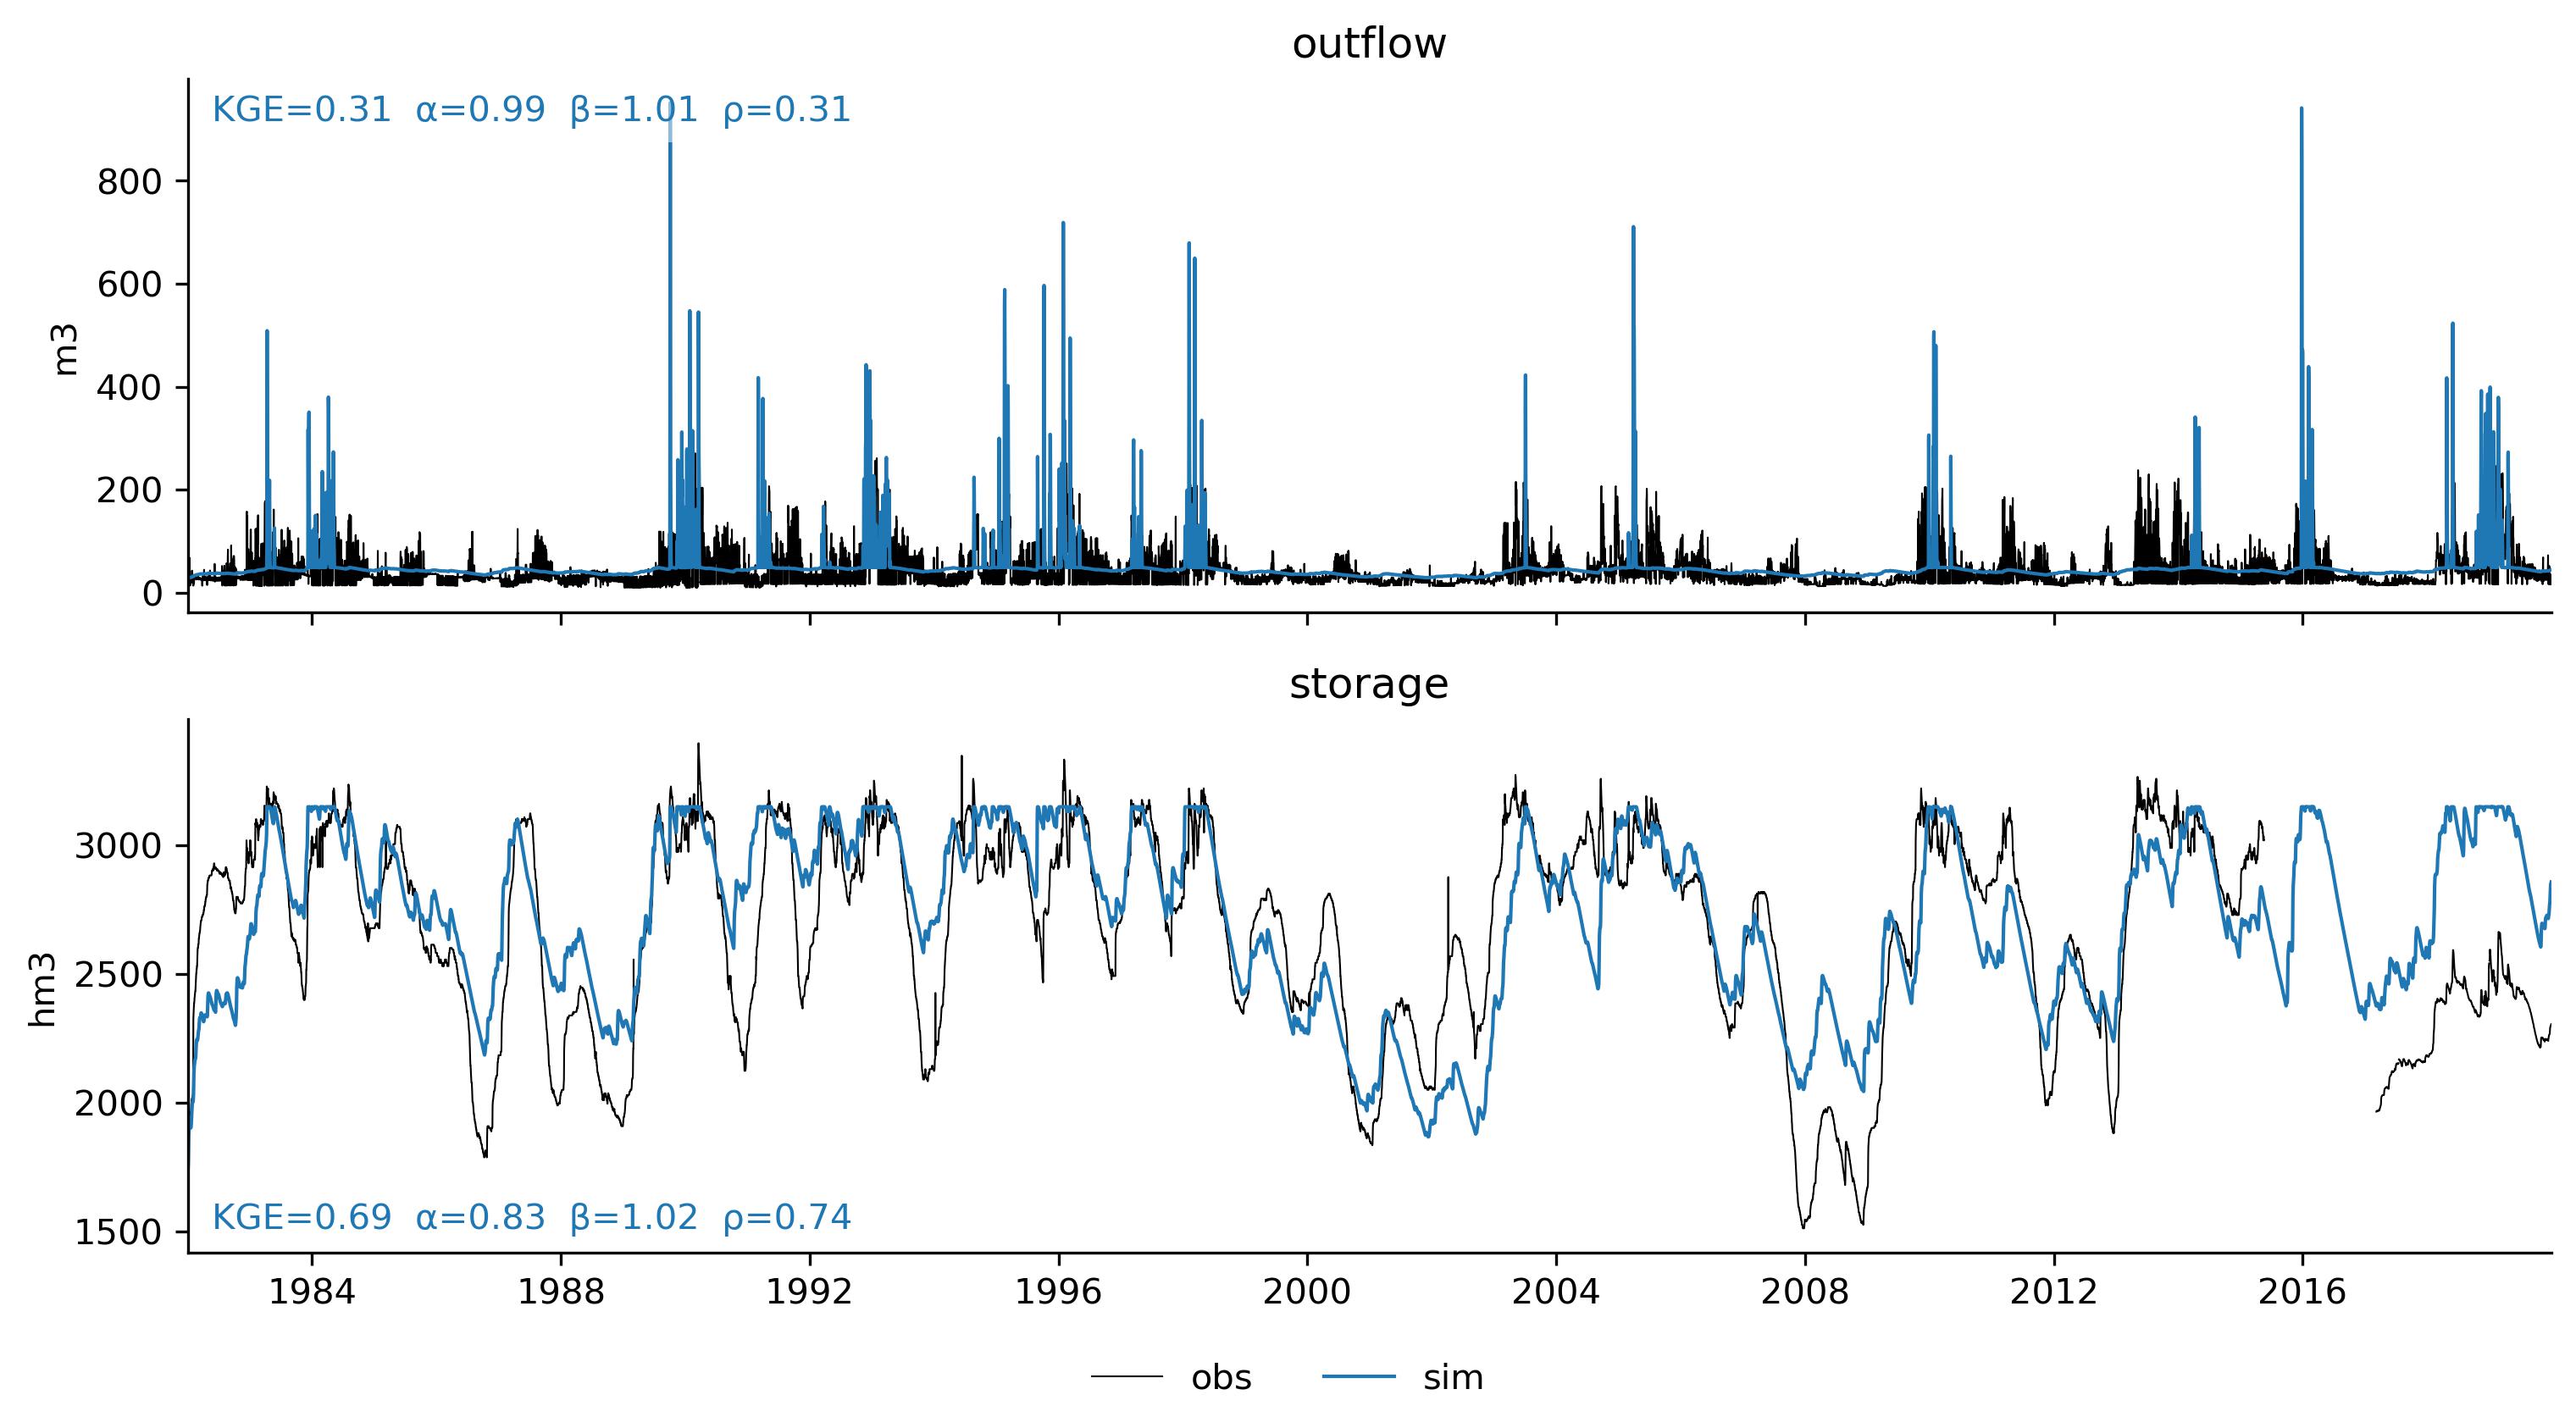 outflow
KGE=0.31 α=0.99 β=1.01 ρ=0.31
800
600
400
200
0
m3
storage
3000
2500
2000
1500
hm3
KGE=0.69 α=0.83 β=1.02 ρ=0.74
1984 1988 1992 1996 2000 2004 2008 2012 2016
obs sim